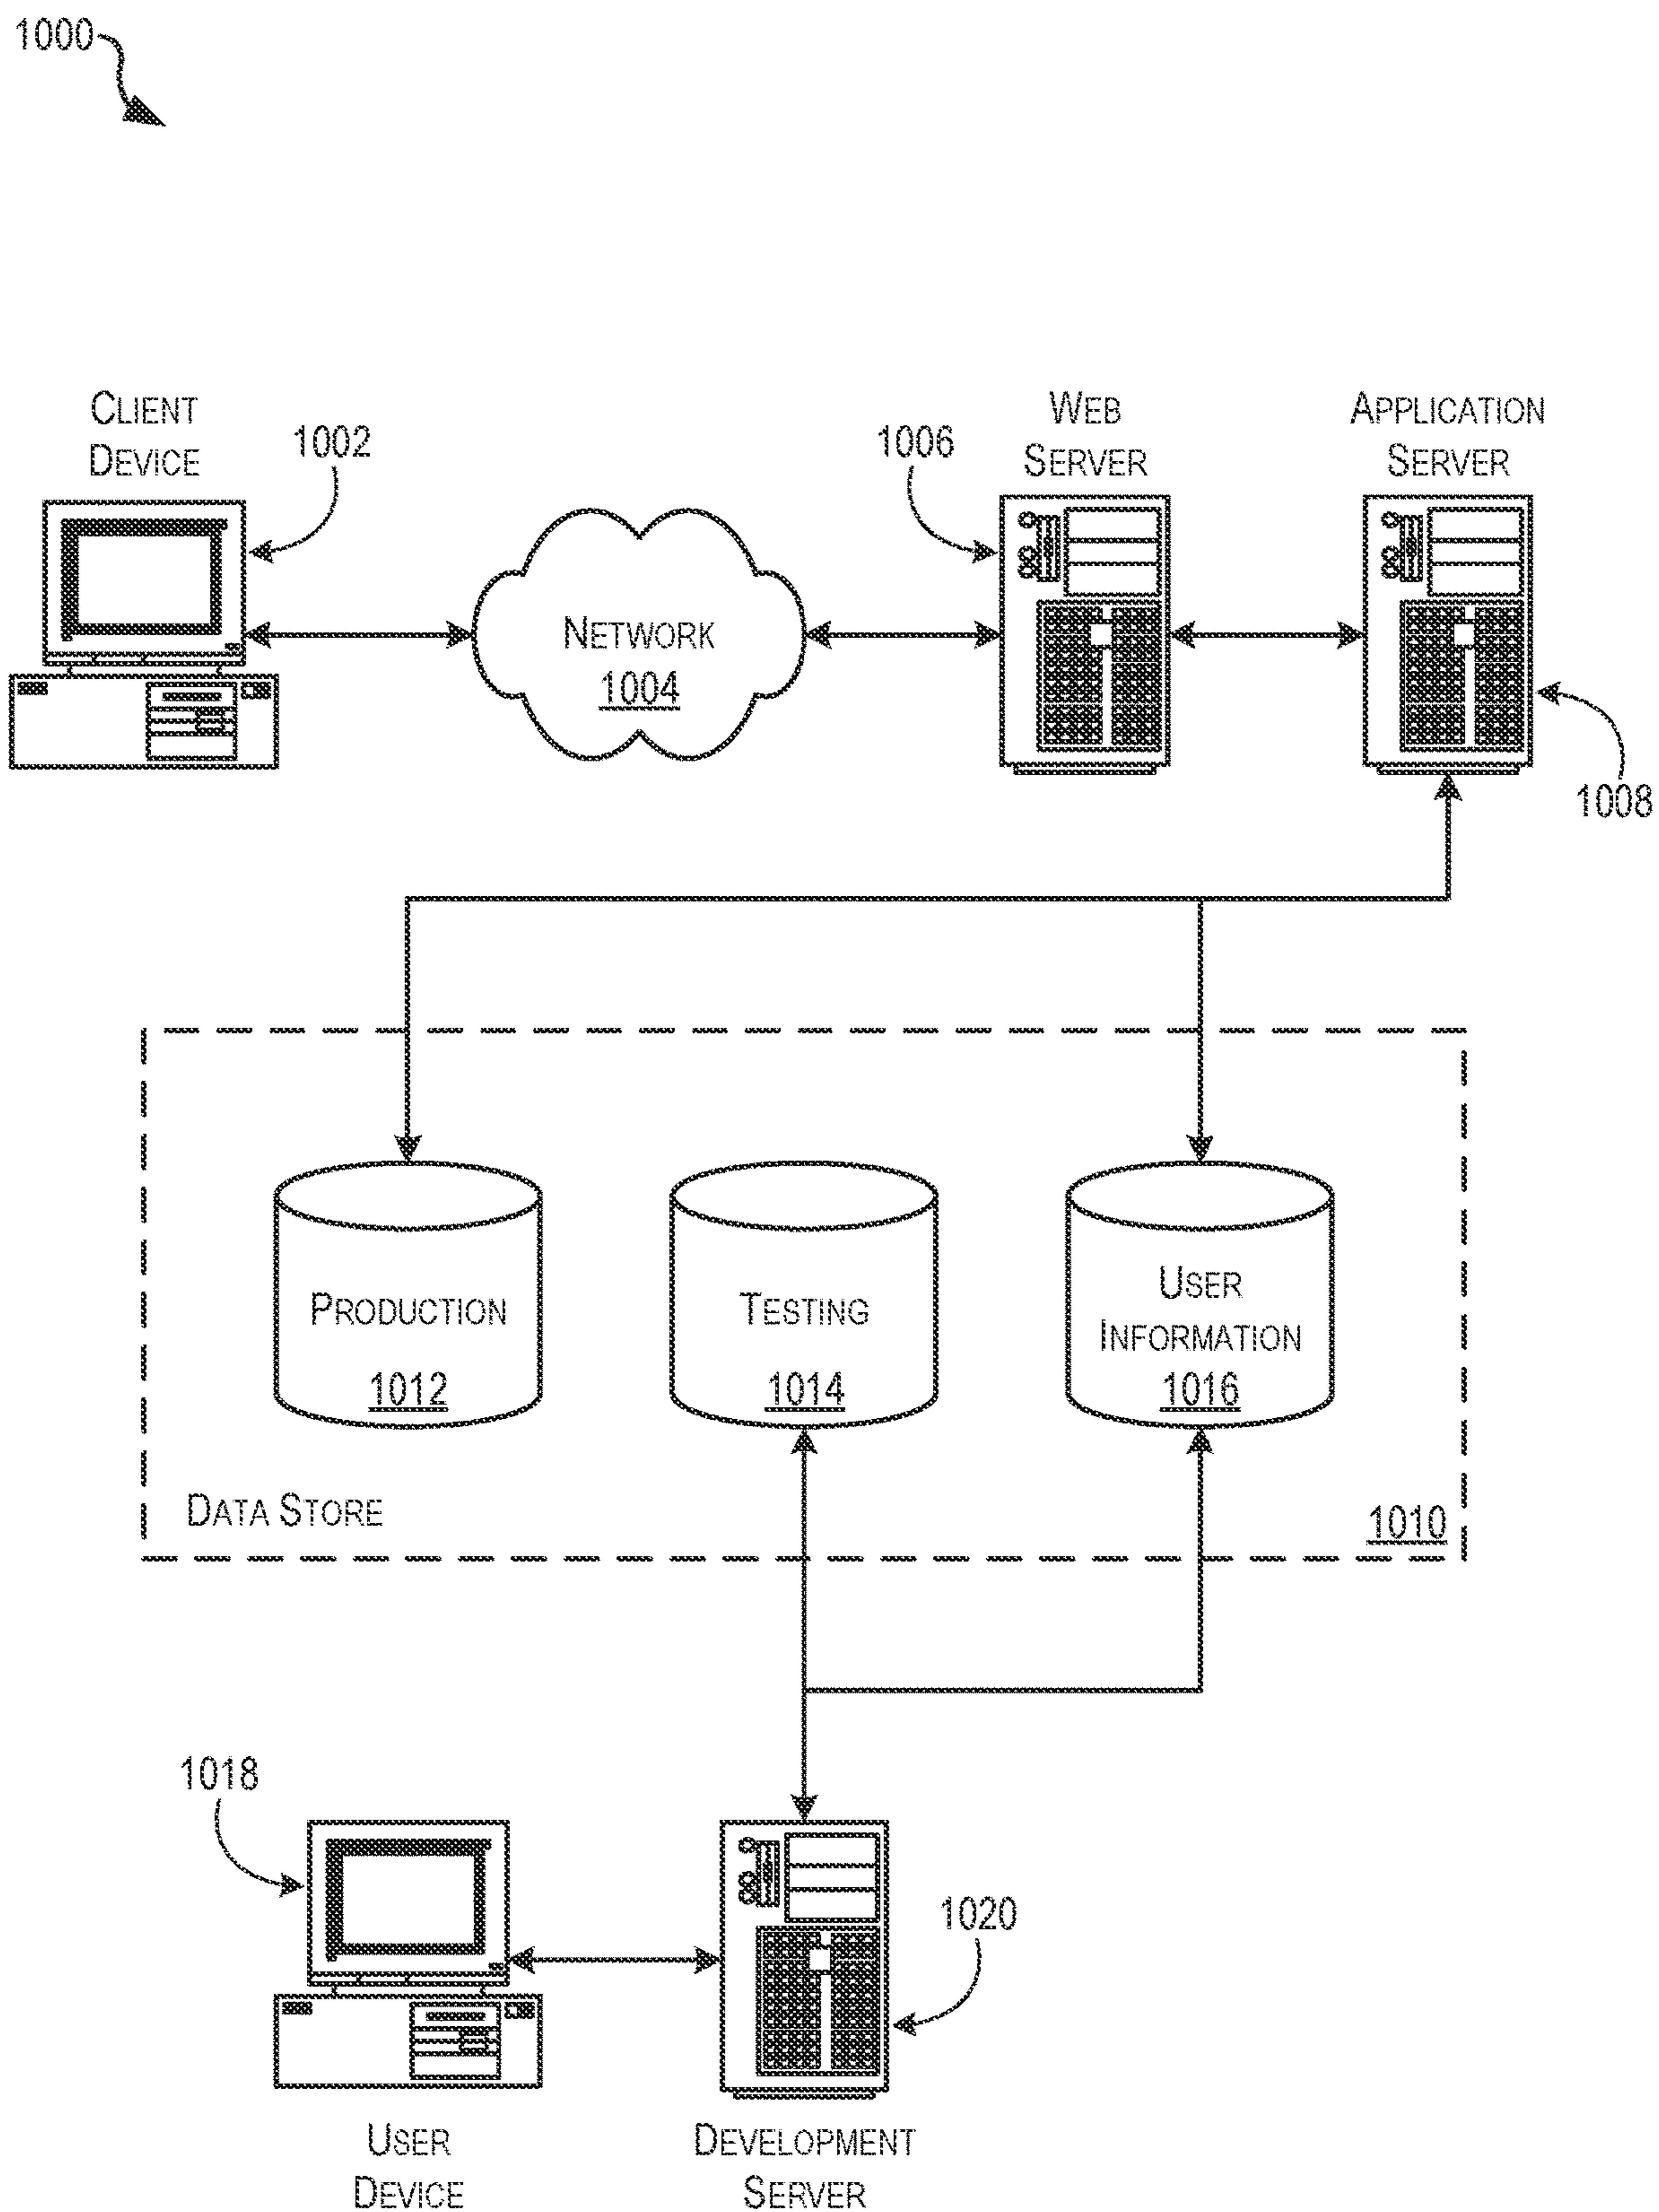 1000
CLIENT
DEVICE
1002
1006
WEB
SERVER
APPLICATION
SERVER
NETWORK
1004
1008
PRODUCTION
1012
TESTING
1014
USER
INFORMATION
1016
DATA STORE
1010
1018
1020
USER
DEVICE
DEVELOPMENT
SERVER